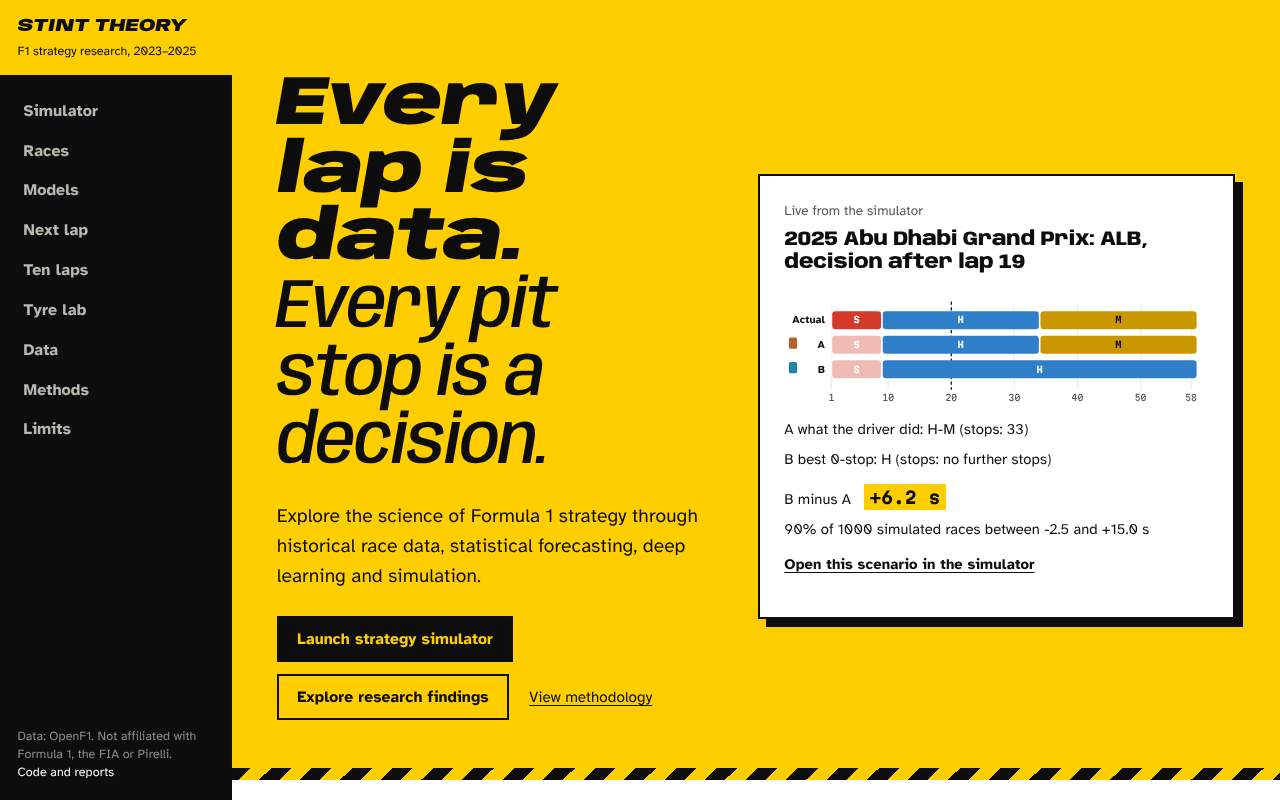 STINT THEORY
F1 strategy research, 2023–2025
Simulator
Races
Models
Next lap
Ten laps
Tyre lab
Data
Methods
Limits
Data: OpenF1. Not affiliated with
Formula 1, the FIA or Pirelli.
Code and reports
Every
lap is
data.
Every pit
stop is a
decision.
Explore the science of Formula 1 strategy through
historical race data, statistical forecasting, deep
learning and simulation.
Launch strategy simulator
Explore research findings View methodology
Live from the simulator
2025 Abu Dhabi Grand Prix: ALB,
decision after lap 19
Actual S H M
A S H M
B S H
1 10 20 30 40 50 58
A what the driver did: H-M (stops: 33)
B best 0-stop: H (stops: no further stops)
B minus A +6.2 s
90% of 1000 simulated races between -2.5 and +15.0 s
Open this scenario in the simulator